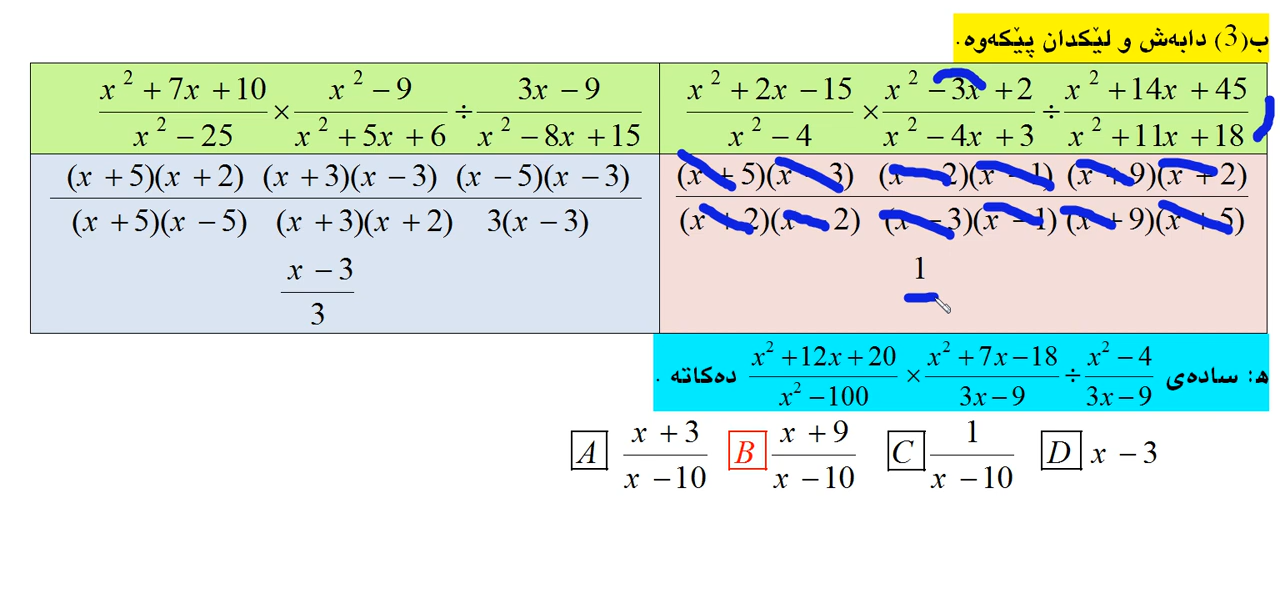 ب(3) دابەش و لێکدان پێکەوە.
(x² + 7x + 10)/(x² − 25) × (x² − 9)/(x² + 5x + 6) ÷ (3x − 9)/(x² − 8x + 15)
(x² + 2x − 15)/(x² − 4) × (x² − 3x + 2)/(x² − 4x + 3) ÷ (x² + 14x + 45)/(x² + 11x + 18)
(x + 5)(x + 2) (x + 3)(x − 3) (x − 5)(x − 3)
(x + 5)(x − 5) (x + 3)(x + 2) 3(x − 3)
x − 3
3
(x + 5)(x − 3) (x − 2)(x − 1) (x + 9)(x + 2)
(x + 2)(x − 2) (x − 3)(x − 1) (x + 9)(x + 5)
1
ھ: سادەی (x² + 12x + 20)/(x² − 100) × (x² + 7x − 18)/(3x − 9) ÷ (x² − 4)/(3x − 9) دەکاتە .
A (x + 3)/(x − 10) B (x + 9)/(x − 10) C 1/(x − 10) D x − 3